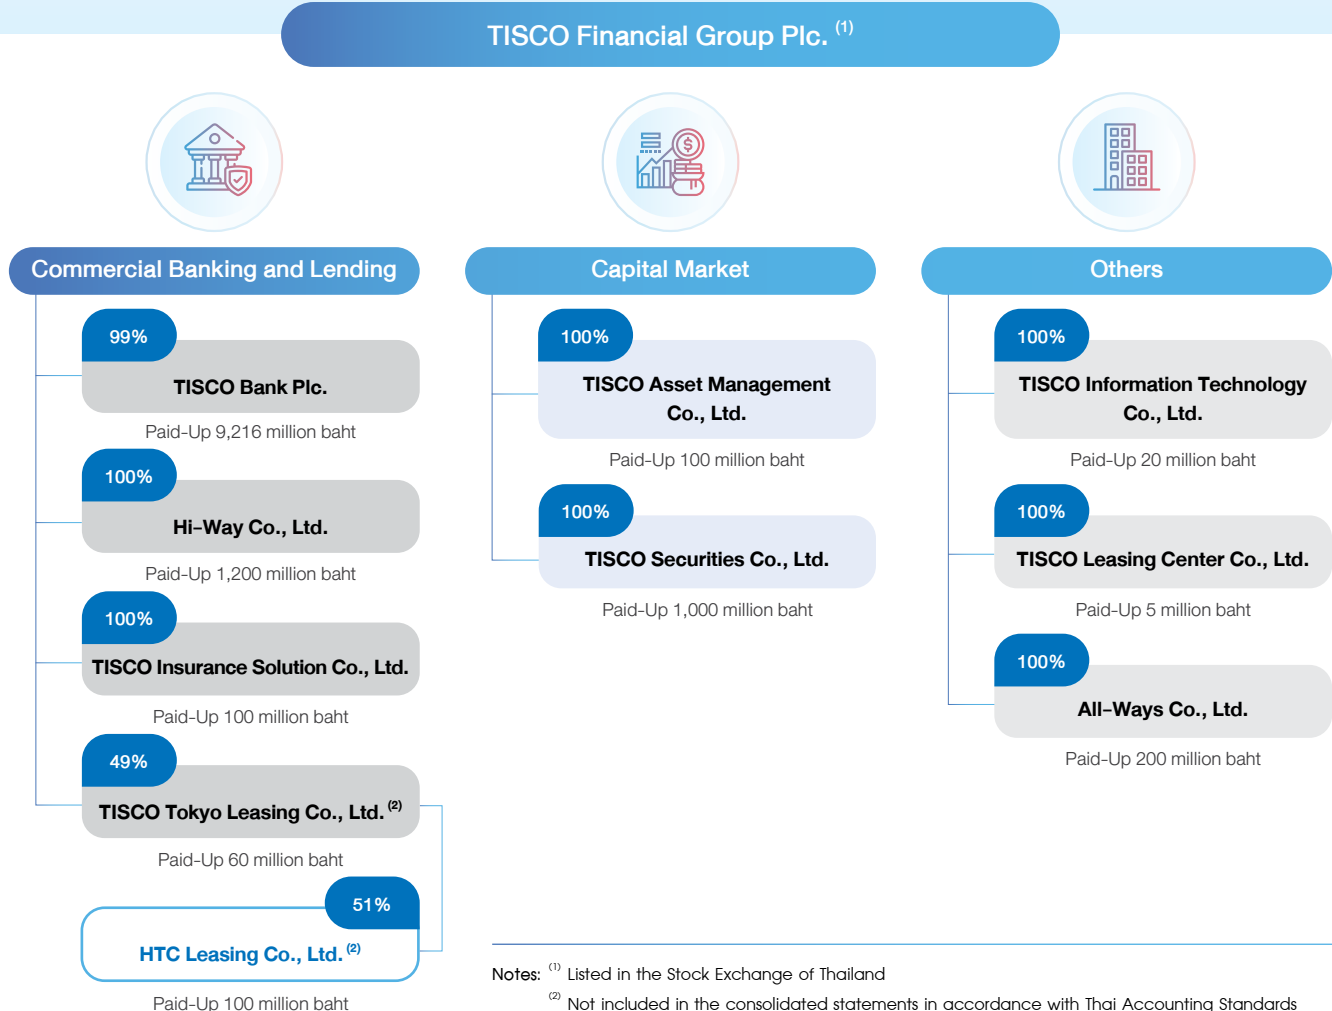 TISCO Financial Group Plc. (1)
Commercial Banking and Lending
99%
TISCO Bank Plc.
Paid-Up 9,216 million baht
100%
Hi-Way Co., Ltd.
Paid-Up 1,200 million baht
100%
TISCO Insurance Solution Co., Ltd.
Paid-Up 100 million baht
49%
TISCO Tokyo Leasing Co., Ltd. (2)
Paid-Up 60 million baht
51%
HTC Leasing Co., Ltd. (2)
Paid-Up 100 million baht
Capital Market
100%
TISCO Asset Management
Co., Ltd.
Paid-Up 100 million baht
100%
TISCO Securities Co., Ltd.
Paid-Up 1,000 million baht
Others
100%
TISCO Information Technology
Co., Ltd.
Paid-Up 20 million baht
100%
TISCO Leasing Center Co., Ltd.
Paid-Up 5 million baht
100%
All-Ways Co., Ltd.
Paid-Up 200 million baht
Notes: (1) Listed in the Stock Exchange of Thailand
(2) Not included in the consolidated statements in accordance with Thai Accounting Standards